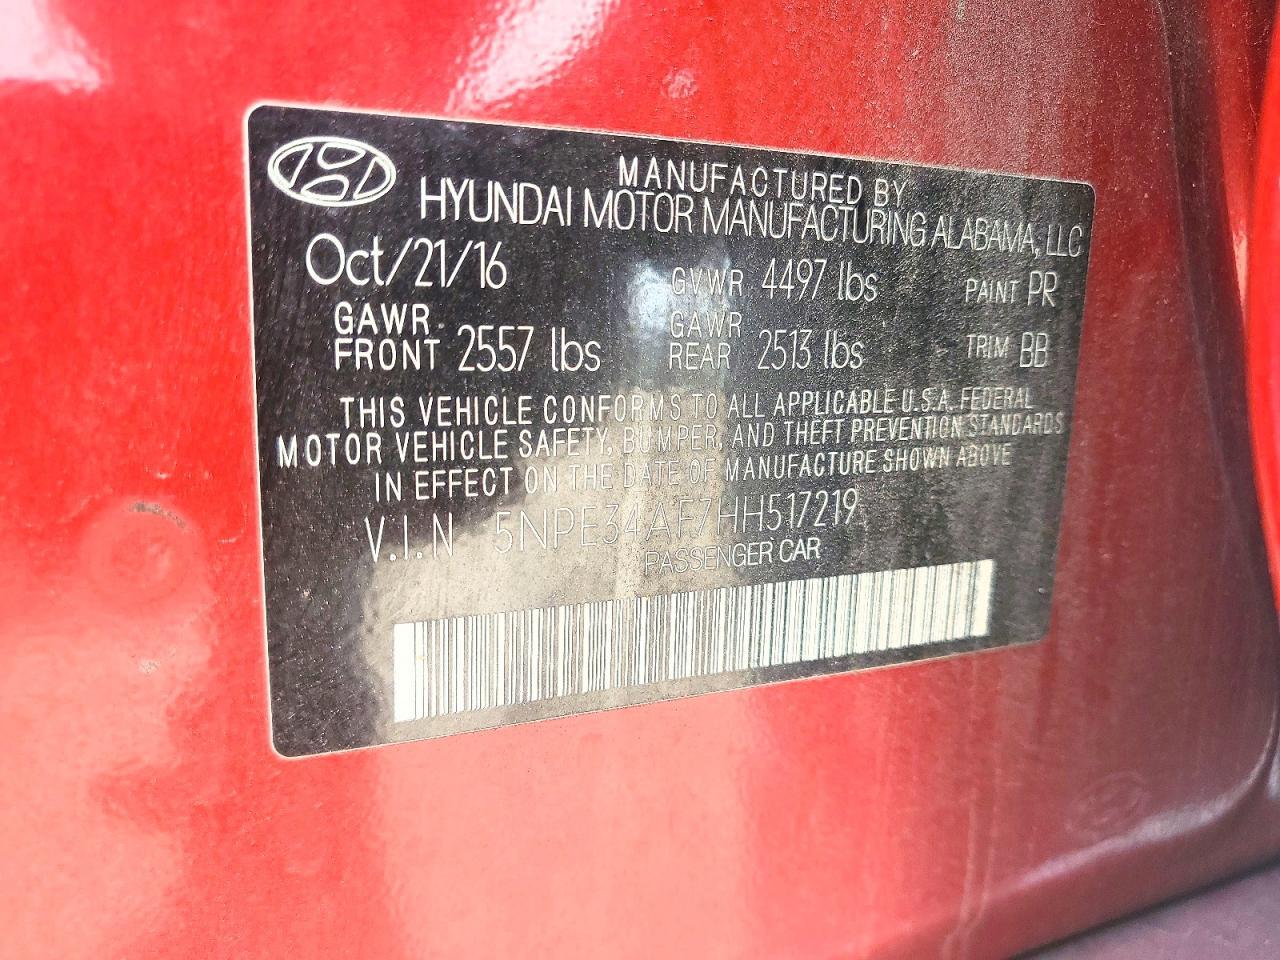 MANUFACTURED BY
HYUNDAI MOTOR MANUFACTURING ALABAMA, LLC
Oct/21/16 GVWR 4497 lbs PAINT PR
GAWR FRONT 2557 lbs GAWR REAR 2513 lbs TRIM BB
THIS VEHICLE CONFORMS TO ALL APPLICABLE U.S.A. FEDERAL
MOTOR VEHICLE SAFETY, BUMPER, AND THEFT PREVENTION STANDARDS
IN EFFECT ON THE DATE OF MANUFACTURE SHOWN ABOVE
V.I.N 5NPE34AF7HH517219
PASSENGER CAR